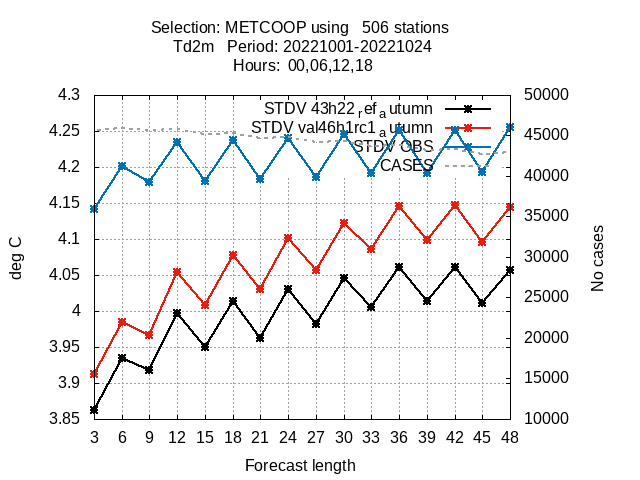 Selection: METCOOP using   506 stations
Td2m   Period: 20221001-20221024
Hours:  00,06,12,18
4.3
4.25
4.2
4.15
4.1
4.05
4
3.95
3.9
3.85
deg C
STDV 43h22_ref_autumn
STDV val46h1rc1_autumn
STDV OBS
CASES
50000
45000
40000
35000
30000
25000
20000
15000
10000
No cases
3 6 9 12 15 18 21 24 27 30 33 36 39 42 45 48
Forecast length